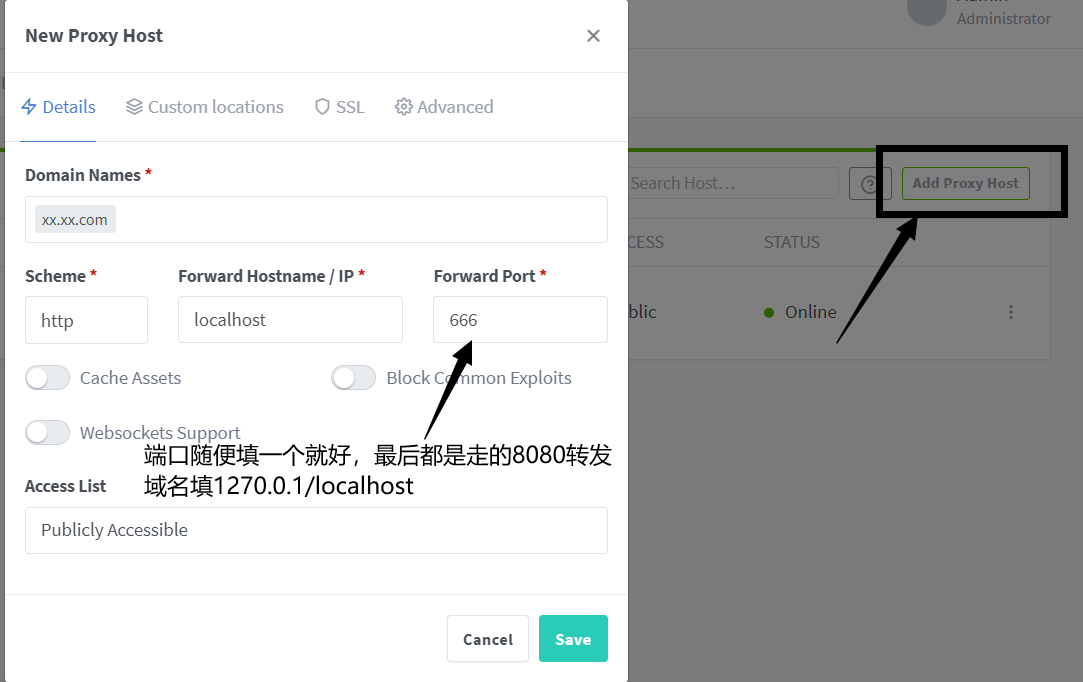 Admin
Administrator
New Proxy Host
Details Custom locations SSL Advanced
Domain Names *
xx.xx.com
Search Host…
Add Proxy Host
CESS STATUS
Scheme * Forward Hostname / IP * Forward Port *
http localhost 666
blic Online
Cache Assets Block Common Exploits
Websockets Support
端口随便填一个就好，最后都是走的8080转发
域名填1270.0.1/localhost
Access List
Publicly Accessible
Cancel Save